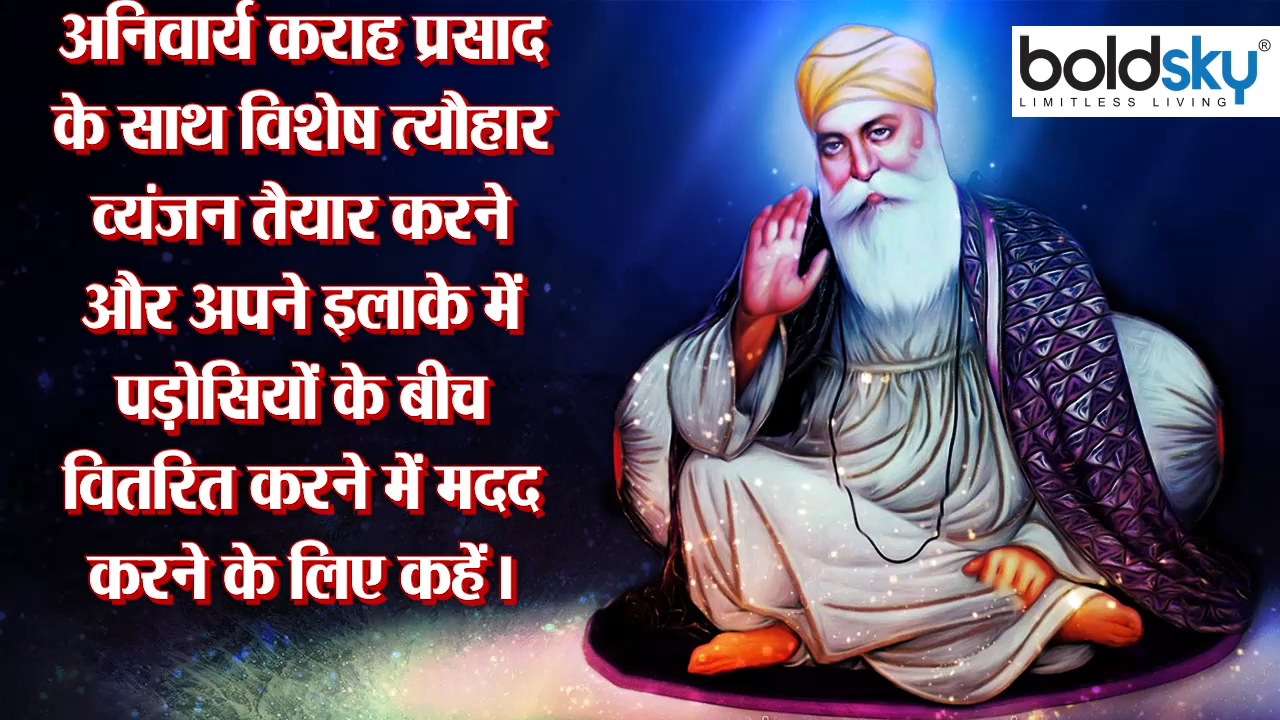 अनिवार्य कराह प्रसाद
के साथ विशेष त्यौहार
व्यंजन तैयार करने
और अपने इलाके में
पड़ोसियों के बीच
वितरित करने में मदद
करने के लिए कहें।
boldsky®
LIMITLESS LIVING